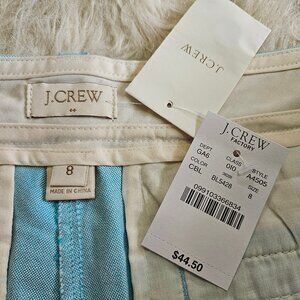 J.CREW
J.CREW
8
MADE IN CHINA
J.CREW
FACTORY
DEPT CLASS STYLE
GA6 010 A4505
COLOR SIZE
CBL BL5428 8
099103366834
$44.50